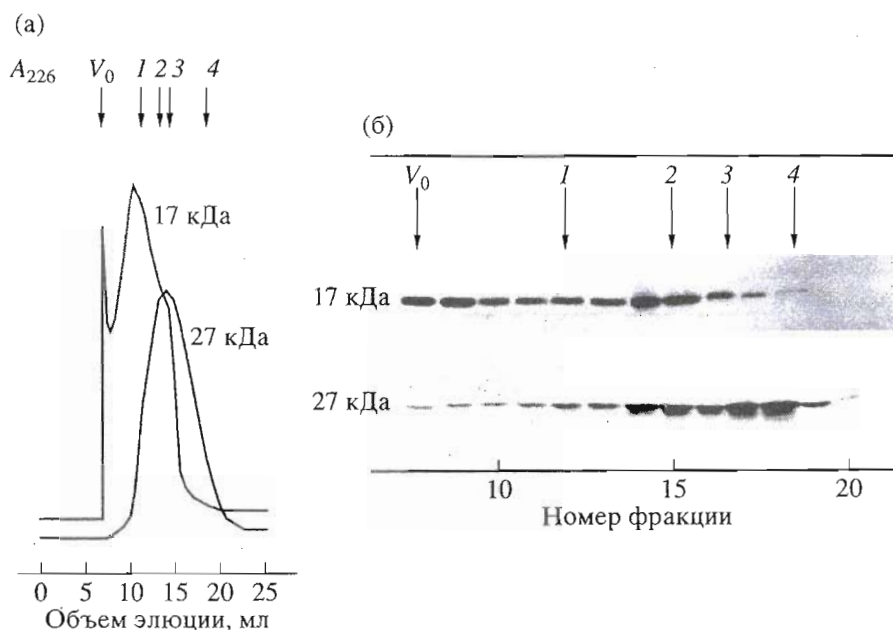 (а)
A226 V0 1 2 3 4
17 кДа
27 кДа
0 5 10 15 20 25
Объем элюции, мл
(б)
V0 1 2 3 4
17 кДа
27 кДа
10 15 20
Номер фракции